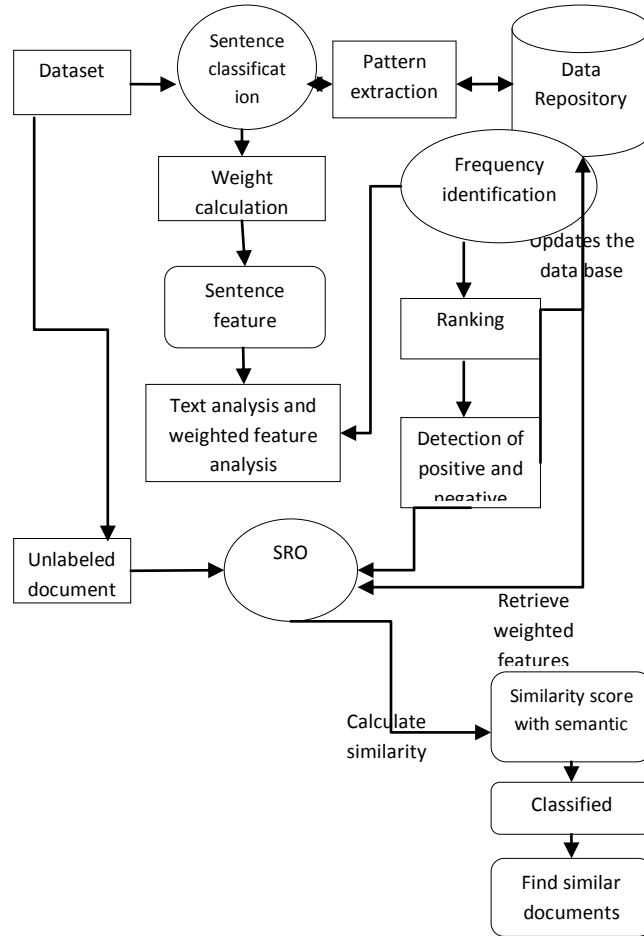 Dataset
Sentence
classificat
ion
Pattern
extraction
Data
Repository
Weight
calculation
Frequency
identification
Updates the
data base
Sentence
feature
Ranking
Text analysis and
weighted feature
analysis
Detection of
positive and
negative
Unlabeled
document
SRO
Retrieve
weighted
features
Calculate
similarity
Similarity score
with semantic
Classified
Find similar
documents